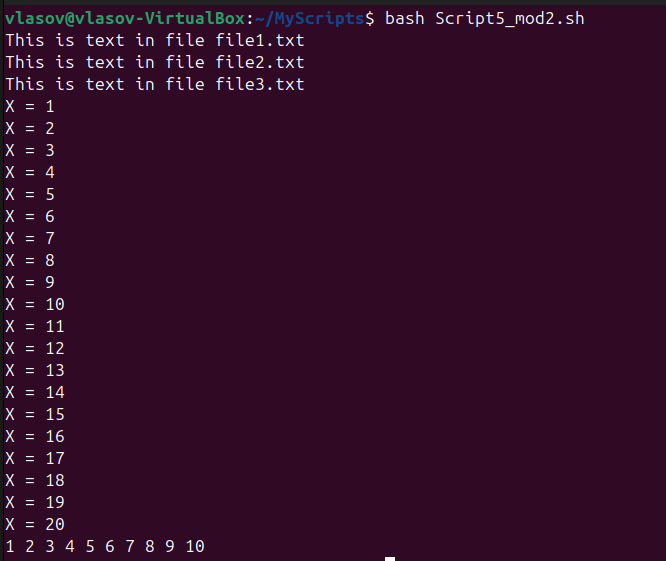 vlasov@vlasov-VirtualBox:~/MyScripts$ bash Script5_mod2.sh
This is text in file file1.txt
This is text in file file2.txt
This is text in file file3.txt
X = 1
X = 2
X = 3
X = 4
X = 5
X = 6
X = 7
X = 8
X = 9
X = 10
X = 11
X = 12
X = 13
X = 14
X = 15
X = 16
X = 17
X = 18
X = 19
X = 20
1 2 3 4 5 6 7 8 9 10